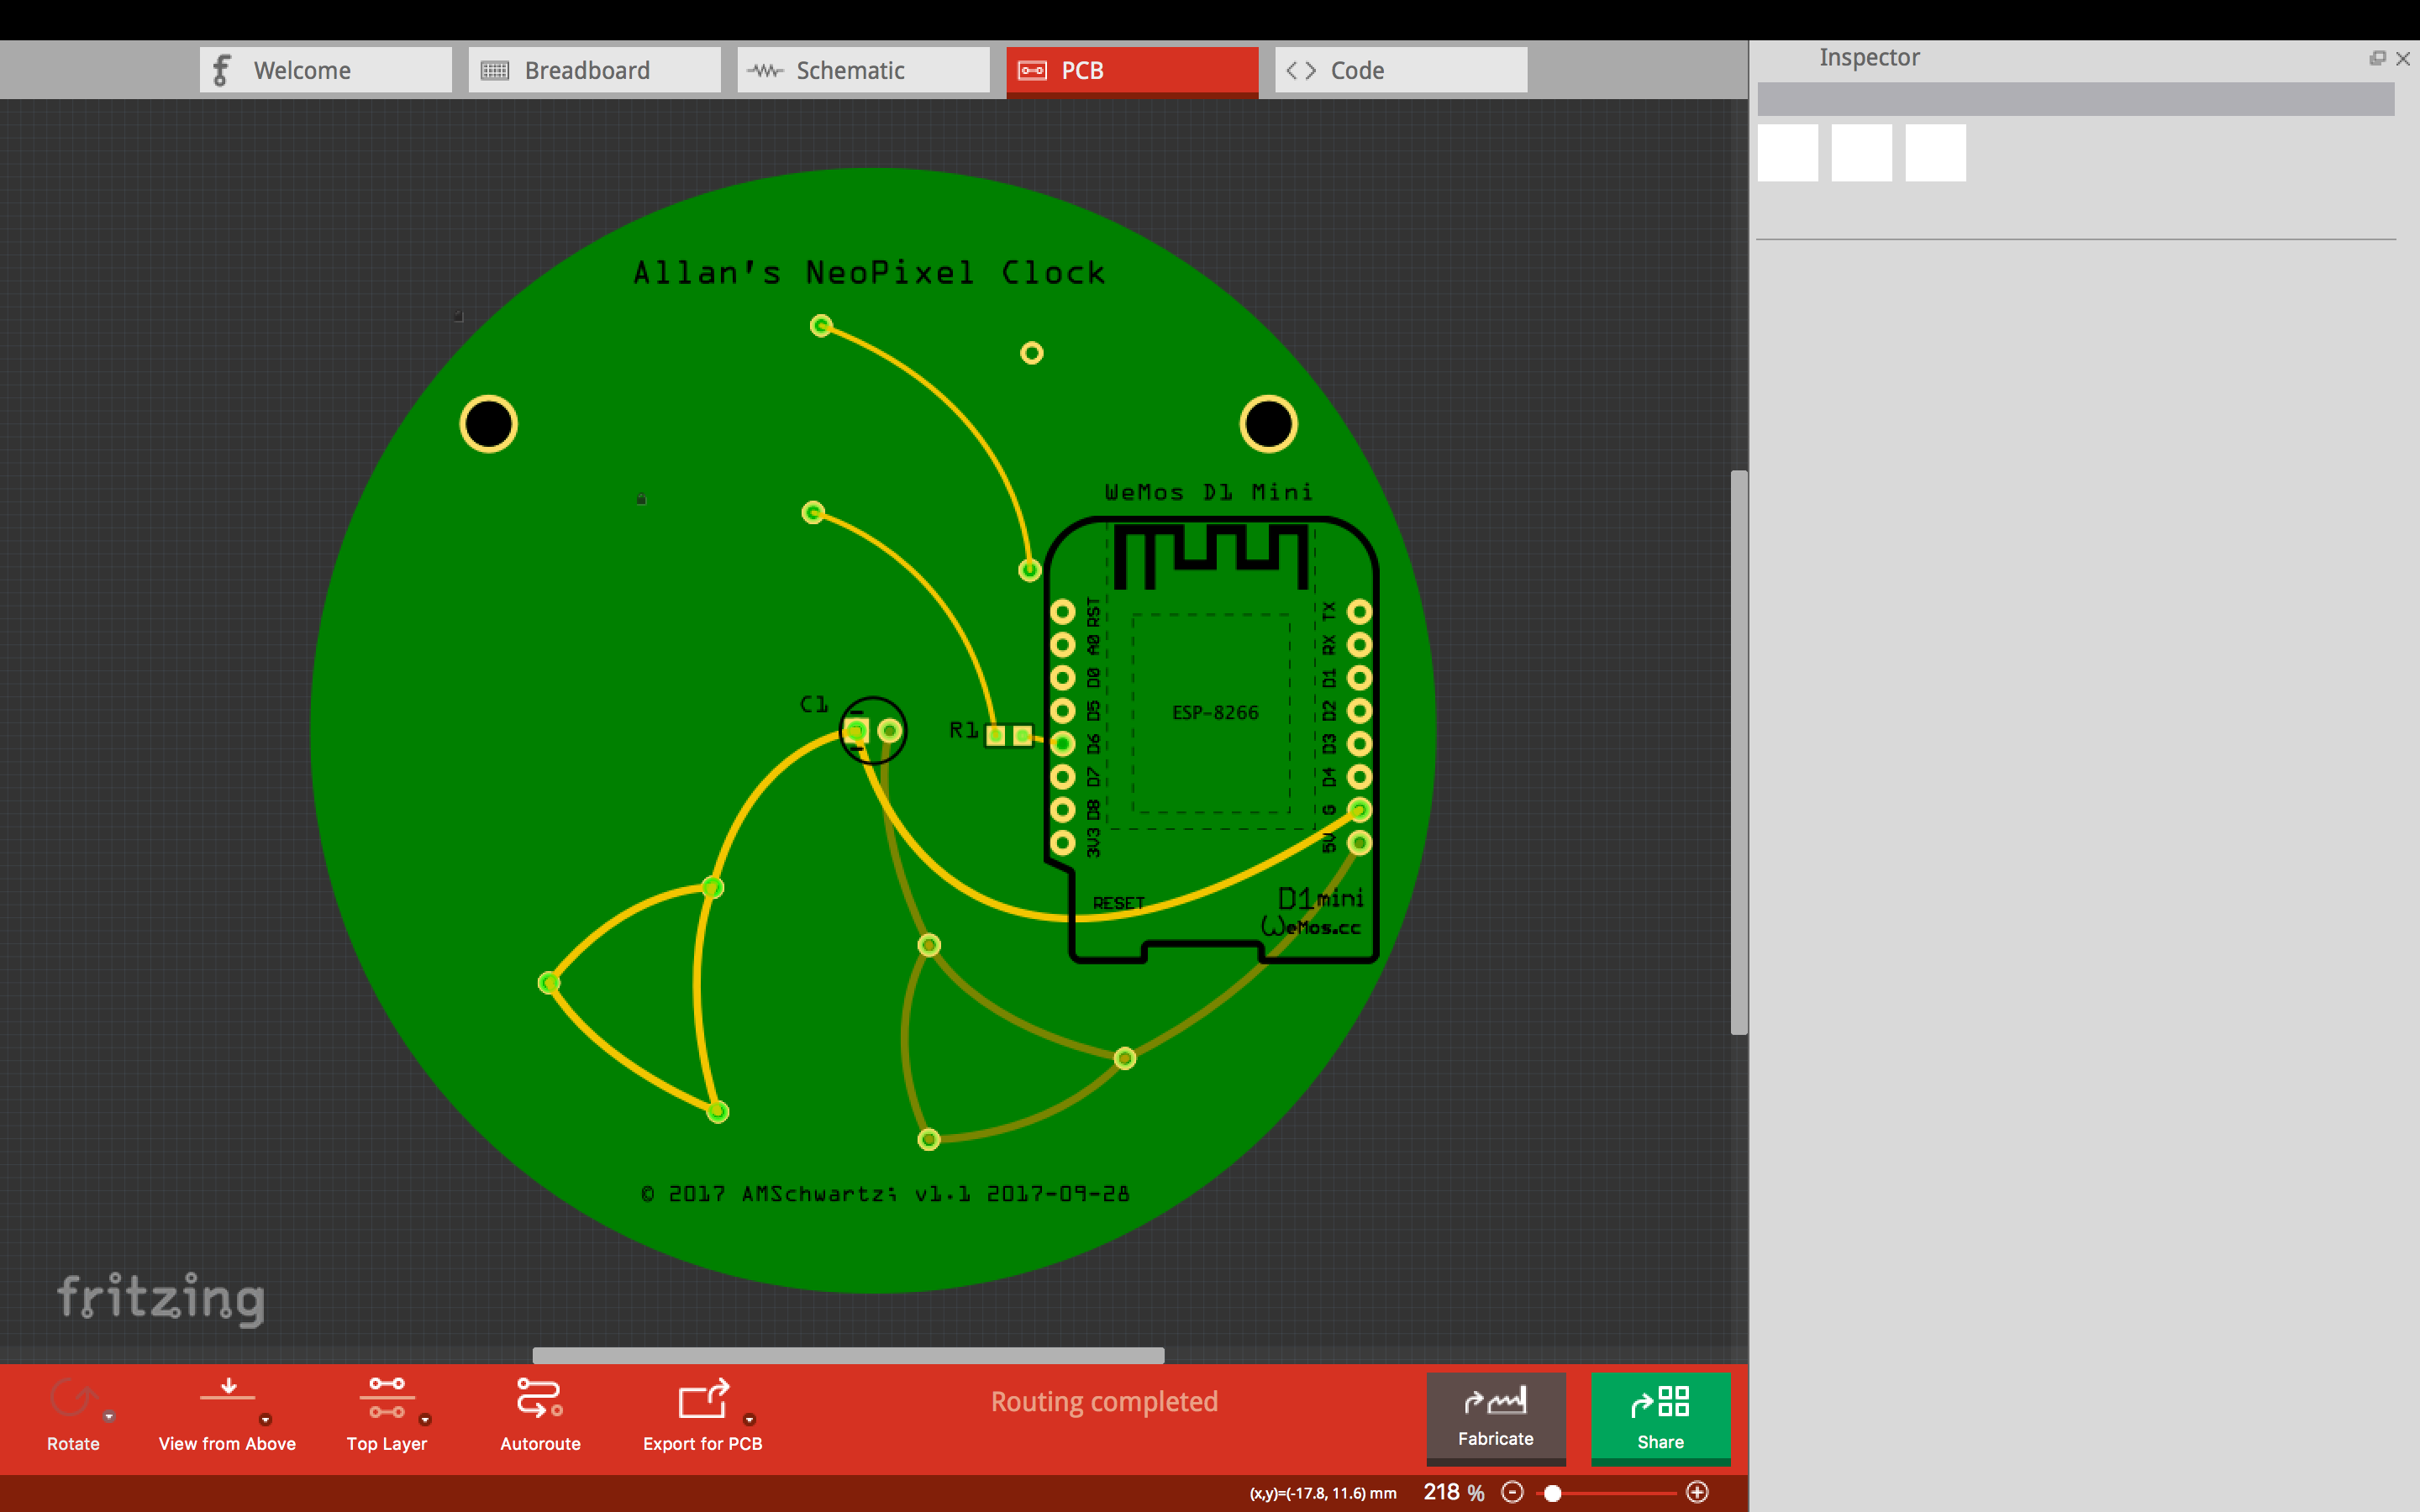 Welcome
Breadboard
Schematic
PCB
Code
Inspector
Allan's NeoPixel Clock
WeMos D1 Mini
RST
A0
D0
D5
D6
D7
D8
3V3
TX
RX
D1
D2
D3
D4
G
5V
ESP-8266
C1
R1
RESET
D1mini
WeMos.cc
© 2017 AMSchwartzi v1.1 2017-09-28
fritzing
Rotate
View from Above
Top Layer
Autoroute
Export for PCB
Routing completed
Fabricate
Share
(x,y)=(-17.8, 11.6) mm
218 %